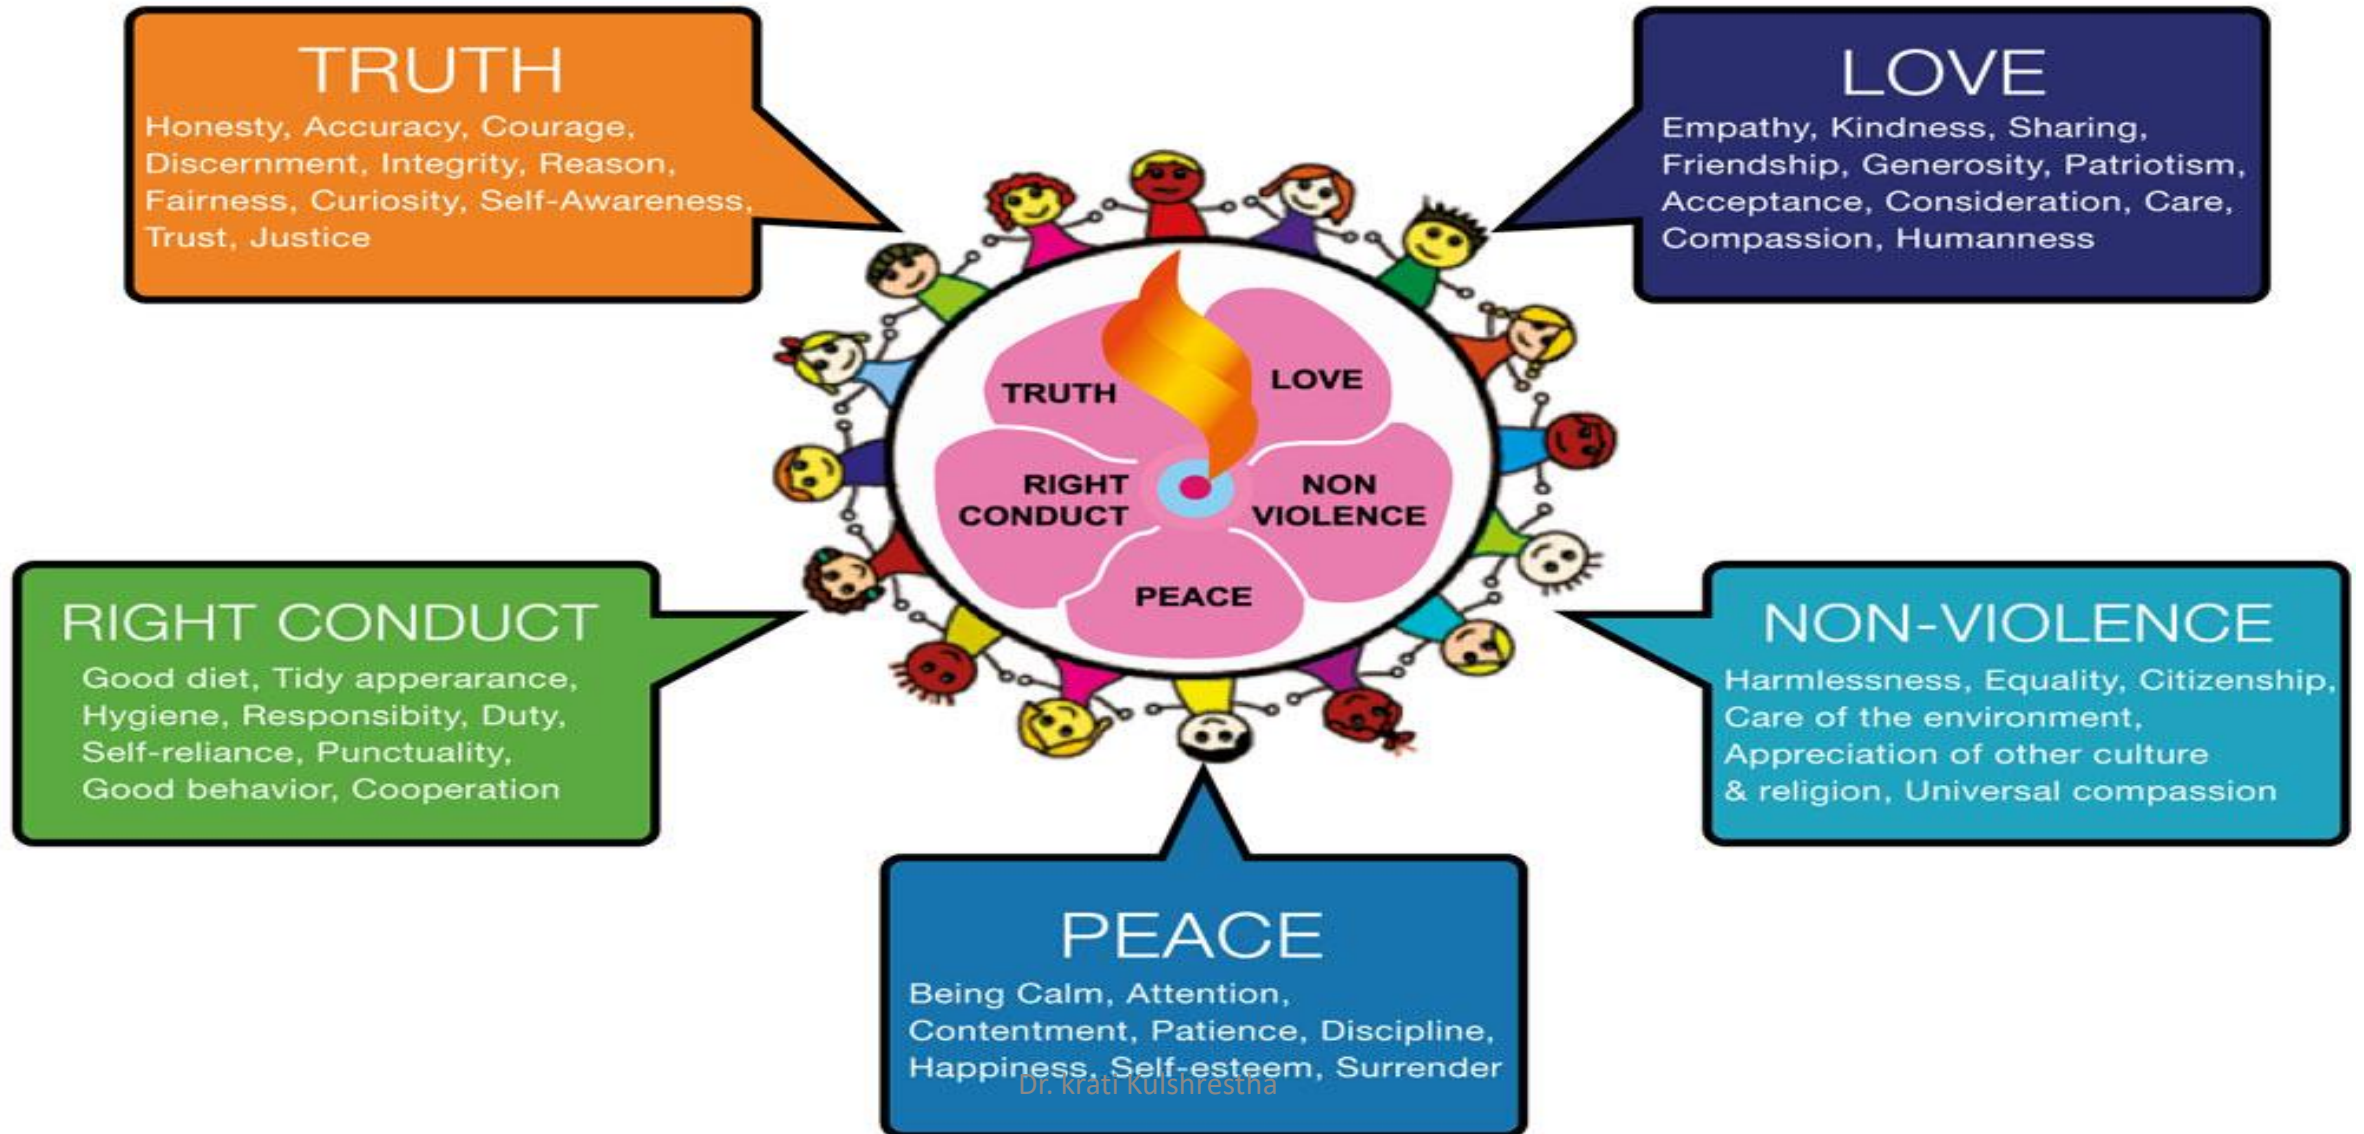 TRUTH
Honesty, Accuracy, Courage,
Discernment, Integrity, Reason,
Fairness, Curiosity, Self-Awareness,
Trust, Justice
LOVE
Empathy, Kindness, Sharing,
Friendship, Generosity, Patriotism,
Acceptance, Consideration, Care,
Compassion, Humanness
TRUTH
LOVE
RIGHT
CONDUCT
NON
VIOLENCE
PEACE
RIGHT CONDUCT
Good diet, Tidy apperarance,
Hygiene, Responsibity, Duty,
Self-reliance, Punctuality,
Good behavior, Cooperation
NON-VIOLENCE
Harmlessness, Equality, Citizenship,
Care of the environment,
Appreciation of other culture
& religion, Universal compassion
PEACE
Being Calm, Attention,
Contentment, Patience, Discipline,
Happiness, Self-esteem, Surrender
Dr. krati Kulshrestha